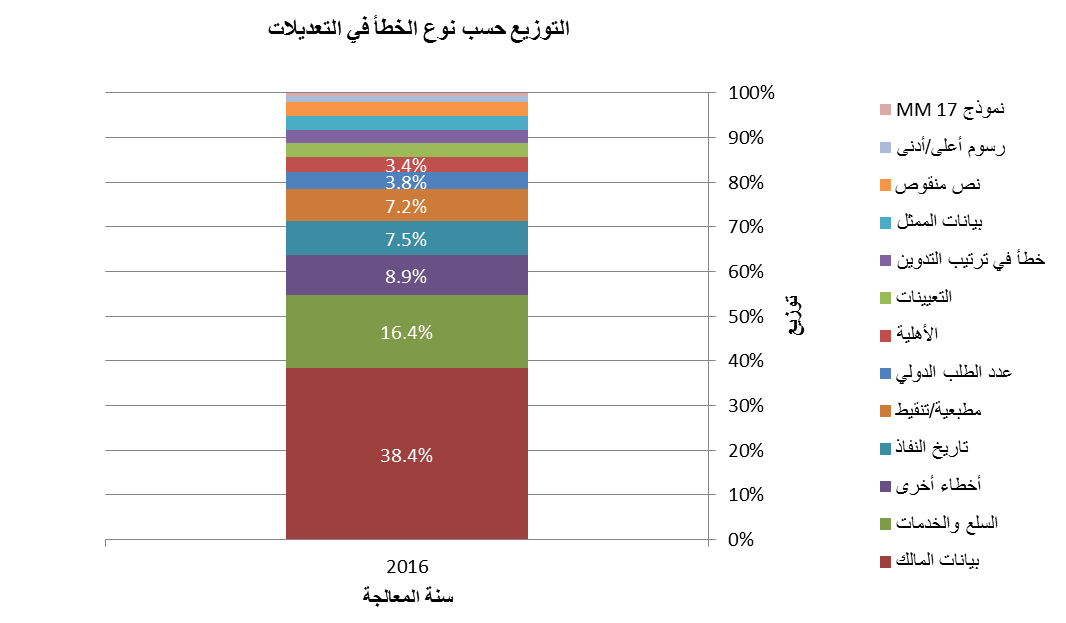 التوزيع حسب نوع الخطأ في التعديلات
100%
90%
80%
70%
60%
50%
40%
30%
20%
10%
0%
3.4%
3.8%
7.2%
7.5%
8.9%
16.4%
38.4%
توزيع
2016
سنة المعالجة
نموذج MM 17
رسوم أعلى/أدنى
نص منقوص
بيانات الممثل
خطأ في ترتيب التدوين
التعيينات
الأهلية
عدد الطلب الدولي
مطبعية/تنقيط
تاريخ النفاذ
أخطاء أخرى
السلع والخدمات
بيانات المالك